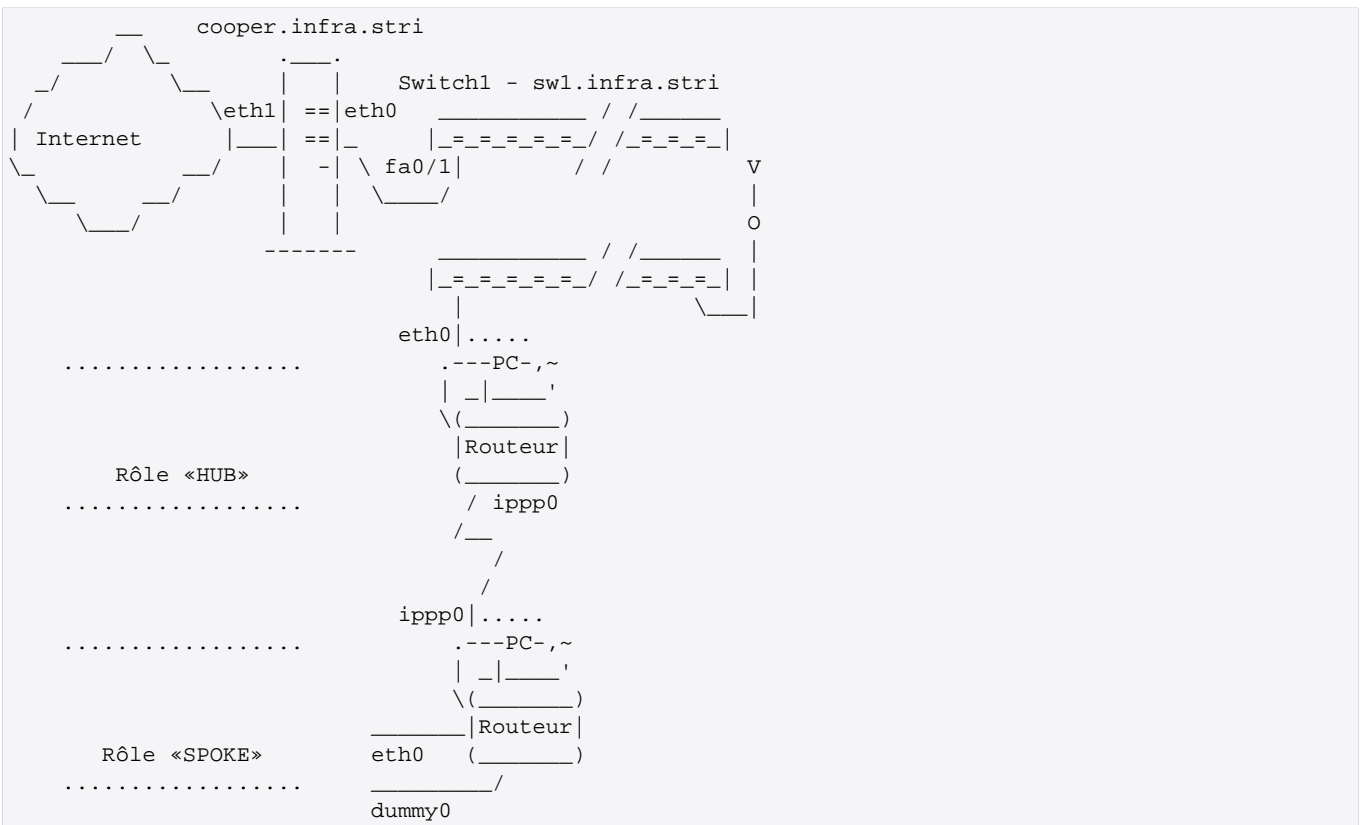 cooper.infra.stri
Switch1 - sw1.infra.stri
eth1 eth0
Internet
fa0/1
V
O
eth0
PC
Routeur
Rôle «HUB»
ippp0
ippp0
PC
Routeur
Rôle «SPOKE» eth0
dummy0